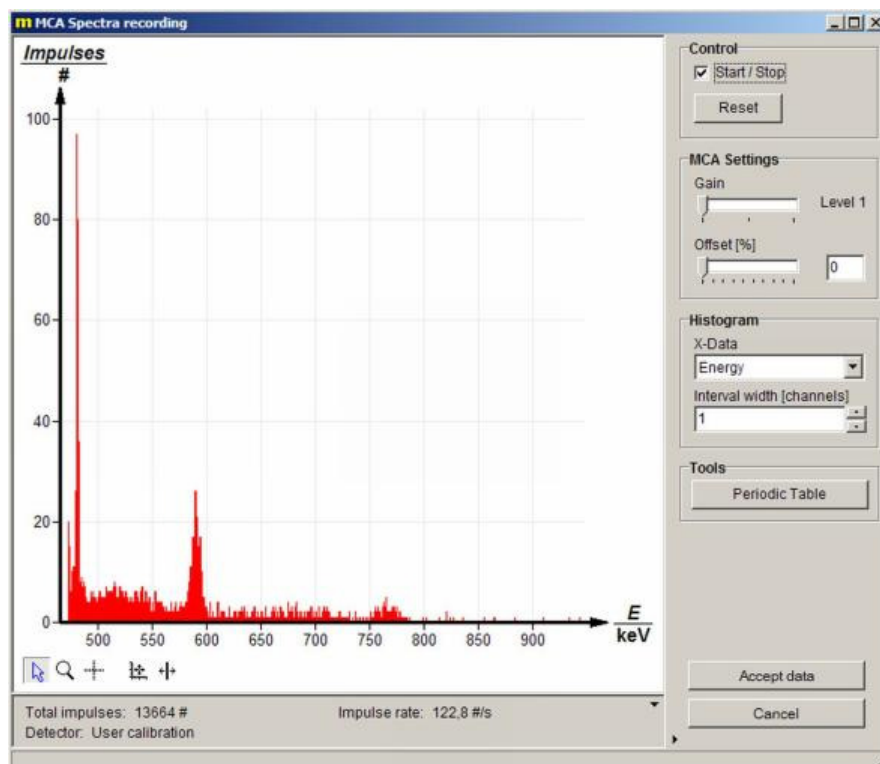 m MCA Spectra recording
Impulses
#
100
80
60
40
20
0
500 550 600 650 700 750 800 850 900
E
keV
Total impulses: 13664 # Impulse rate: 122,8 #/s
Detector: User calibration
Control
Start / Stop
Reset
MCA Settings
Gain
Level 1
Offset [%]
0
Histogram
X-Data
Energy
Interval width [channels]
1
Tools
Periodic Table
Accept data
Cancel